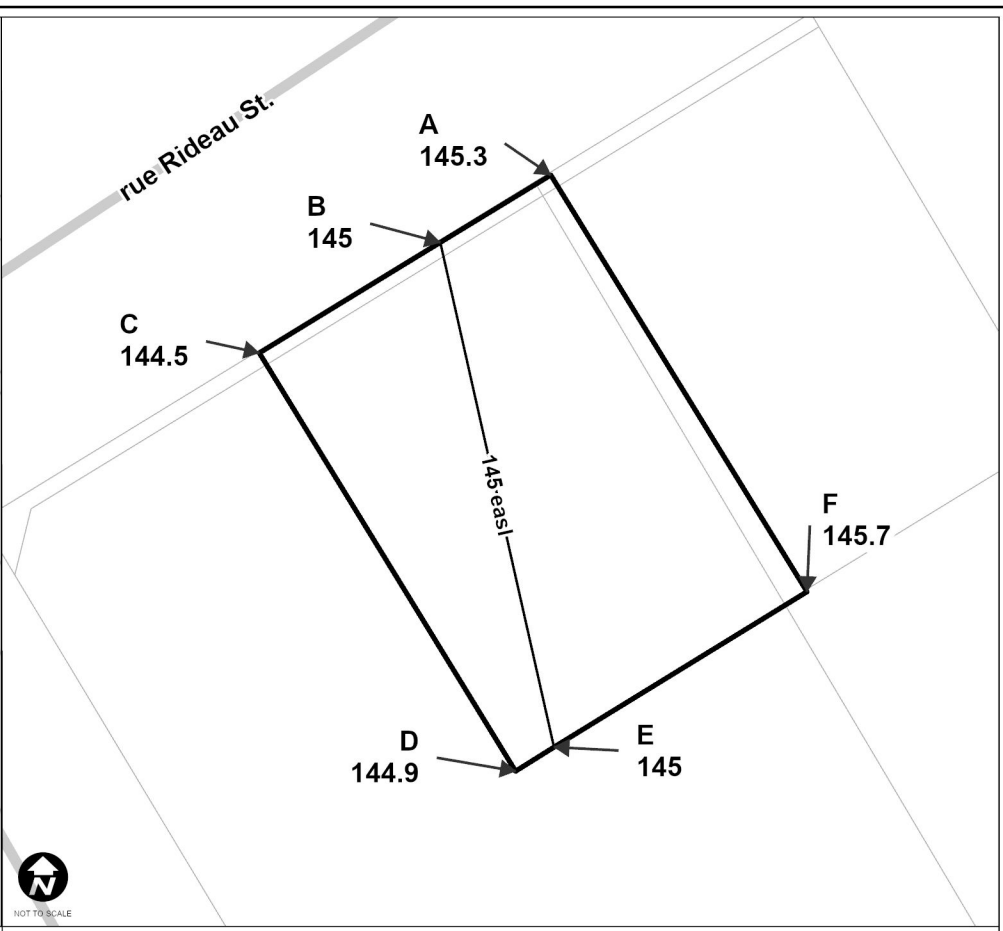 rue Rideau St.
A
145.3
B
145
C
144.5
145 easl
F
145.7
E
145
D
144.9
N
NOT TO SCALE